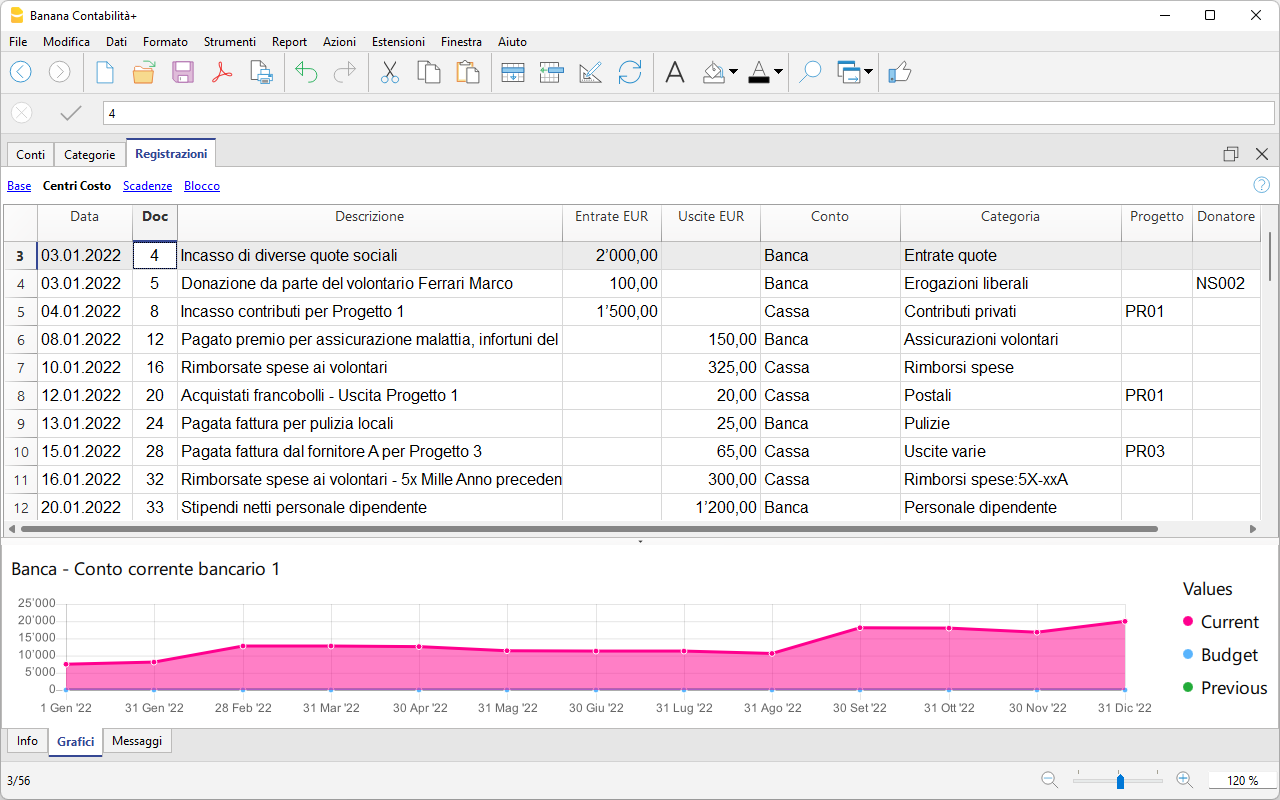 Banana Contabilità+
File Modifica Dati Formato Strumenti Report Azioni Estensioni Finestra Aiuto
4
Conti Categorie Registrazioni
Base Centri Costo Scadenze Blocco
Data Doc Descrizione Entrate EUR Uscite EUR Conto Categoria Progetto Donatore
3 03.01.2022 4 Incasso di diverse quote sociali 2’000,00 Banca Entrate quote
4 03.01.2022 5 Donazione da parte del volontario Ferrari Marco 100,00 Banca Erogazioni liberali NS002
5 04.01.2022 8 Incasso contributi per Progetto 1 1’500,00 Cassa Contributi privati PR01
6 08.01.2022 12 Pagato premio per assicurazione malattia, infortuni del 150,00 Banca Assicurazioni volontari
7 10.01.2022 16 Rimborsate spese ai volontari 325,00 Cassa Rimborsi spese
8 12.01.2022 20 Acquistati francobolli - Uscita Progetto 1 20,00 Cassa Postali PR01
9 13.01.2022 24 Pagata fattura per pulizia locali 25,00 Banca Pulizie
10 15.01.2022 28 Pagata fattura dal fornitore A per Progetto 3 65,00 Cassa Uscite varie PR03
11 16.01.2022 32 Rimborsate spese ai volontari - 5x Mille Anno preceden 300,00 Cassa Rimborsi spese:5X-xxA
12 20.01.2022 33 Stipendi netti personale dipendente 1’200,00 Banca Personale dipendente
Banca - Conto corrente bancario 1
25’000
20’000
15’000
10’000
5’000
0
1 Gen '22 31 Gen '22 28 Feb '22 31 Mar '22 30 Apr '22 31 Mag '22 30 Giu '22 31 Lug '22 31 Ago '22 30 Set '22 31 Ott '22 30 Nov '22 31 Dic '22
Values
Current
Budget
Previous
Info Grafici Messaggi
3/56
120 %